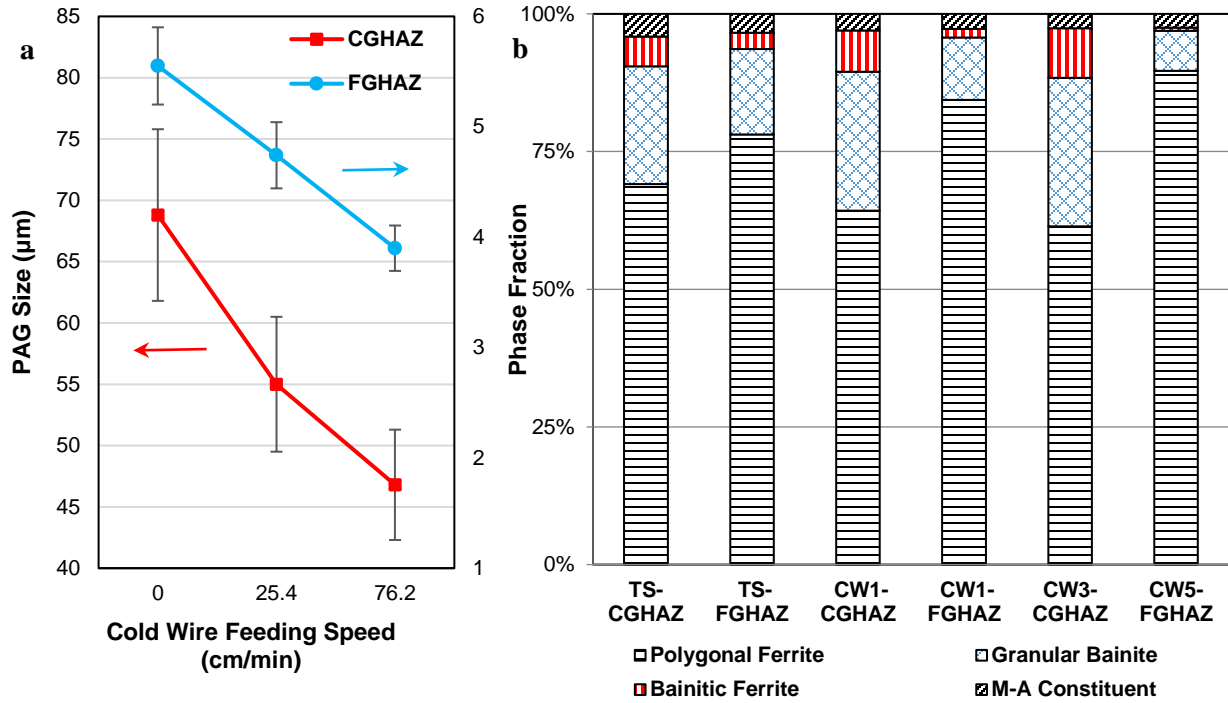 a
CGHAZ
FGHAZ
85
80
75
70
65
60
55
50
45
40
PAG Size (µm)
6
5
4
3
2
1
0
25.4
76.2
Cold Wire Feeding Speed
(cm/min)
b
100%
75%
50%
25%
0%
Phase Fraction
TS-
CGHAZ
TS-
FGHAZ
CW1-
CGHAZ
CW1-
FGHAZ
CW3-
CGHAZ
CW5-
FGHAZ
Polygonal Ferrite
Granular Bainite
Bainitic Ferrite
M-A Constituent